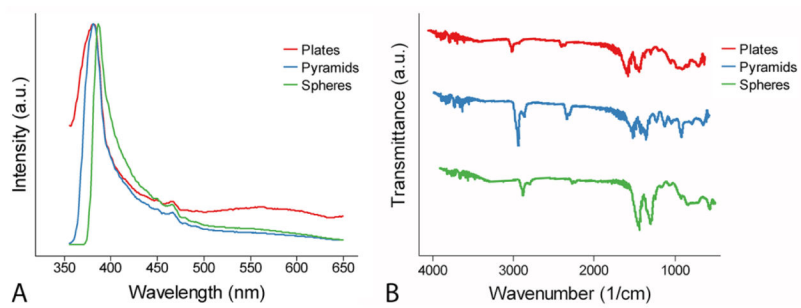 Intensity (a.u.)
Plates
Pyramids
Spheres
350 400 450 500 550 600 650
Wavelength (nm)
A
Transmittance (a.u.)
Plates
Pyramids
Spheres
4000 3000 2000 1000
Wavenumber (1/cm)
B